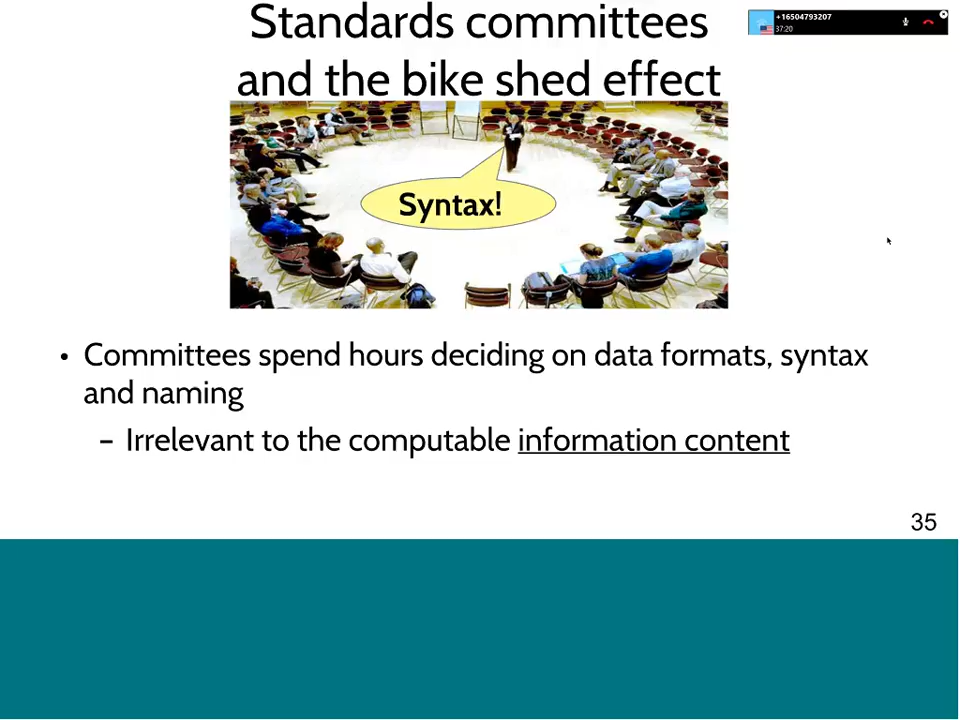 Standards committees
and the bike shed effect
+16504793207
37:20
Syntax!
• Committees spend hours deciding on data formats, syntax
and naming
– Irrelevant to the computable information content
35